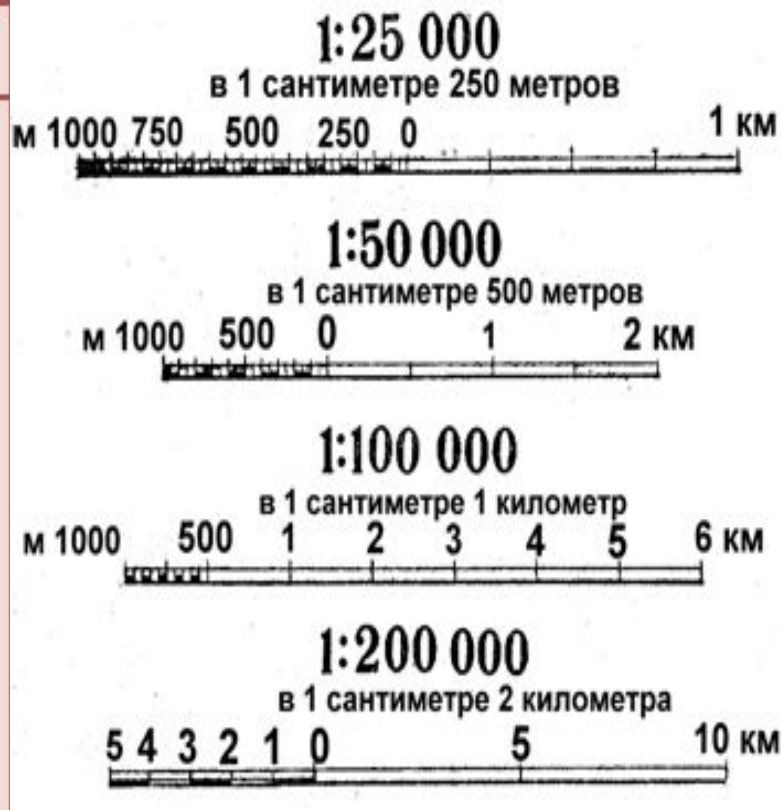 1:25 000
в 1 сантиметре 250 метров
м 1000 750 500 250 0 1 км
1:50 000
в 1 сантиметре 500 метров
м 1000 500 0 1 2 км
1:100 000
в 1 сантиметре 1 километр
м 1000 500 1 2 3 4 5 6 км
1:200 000
в 1 сантиметре 2 километра
5 4 3 2 1 0 5 10 км